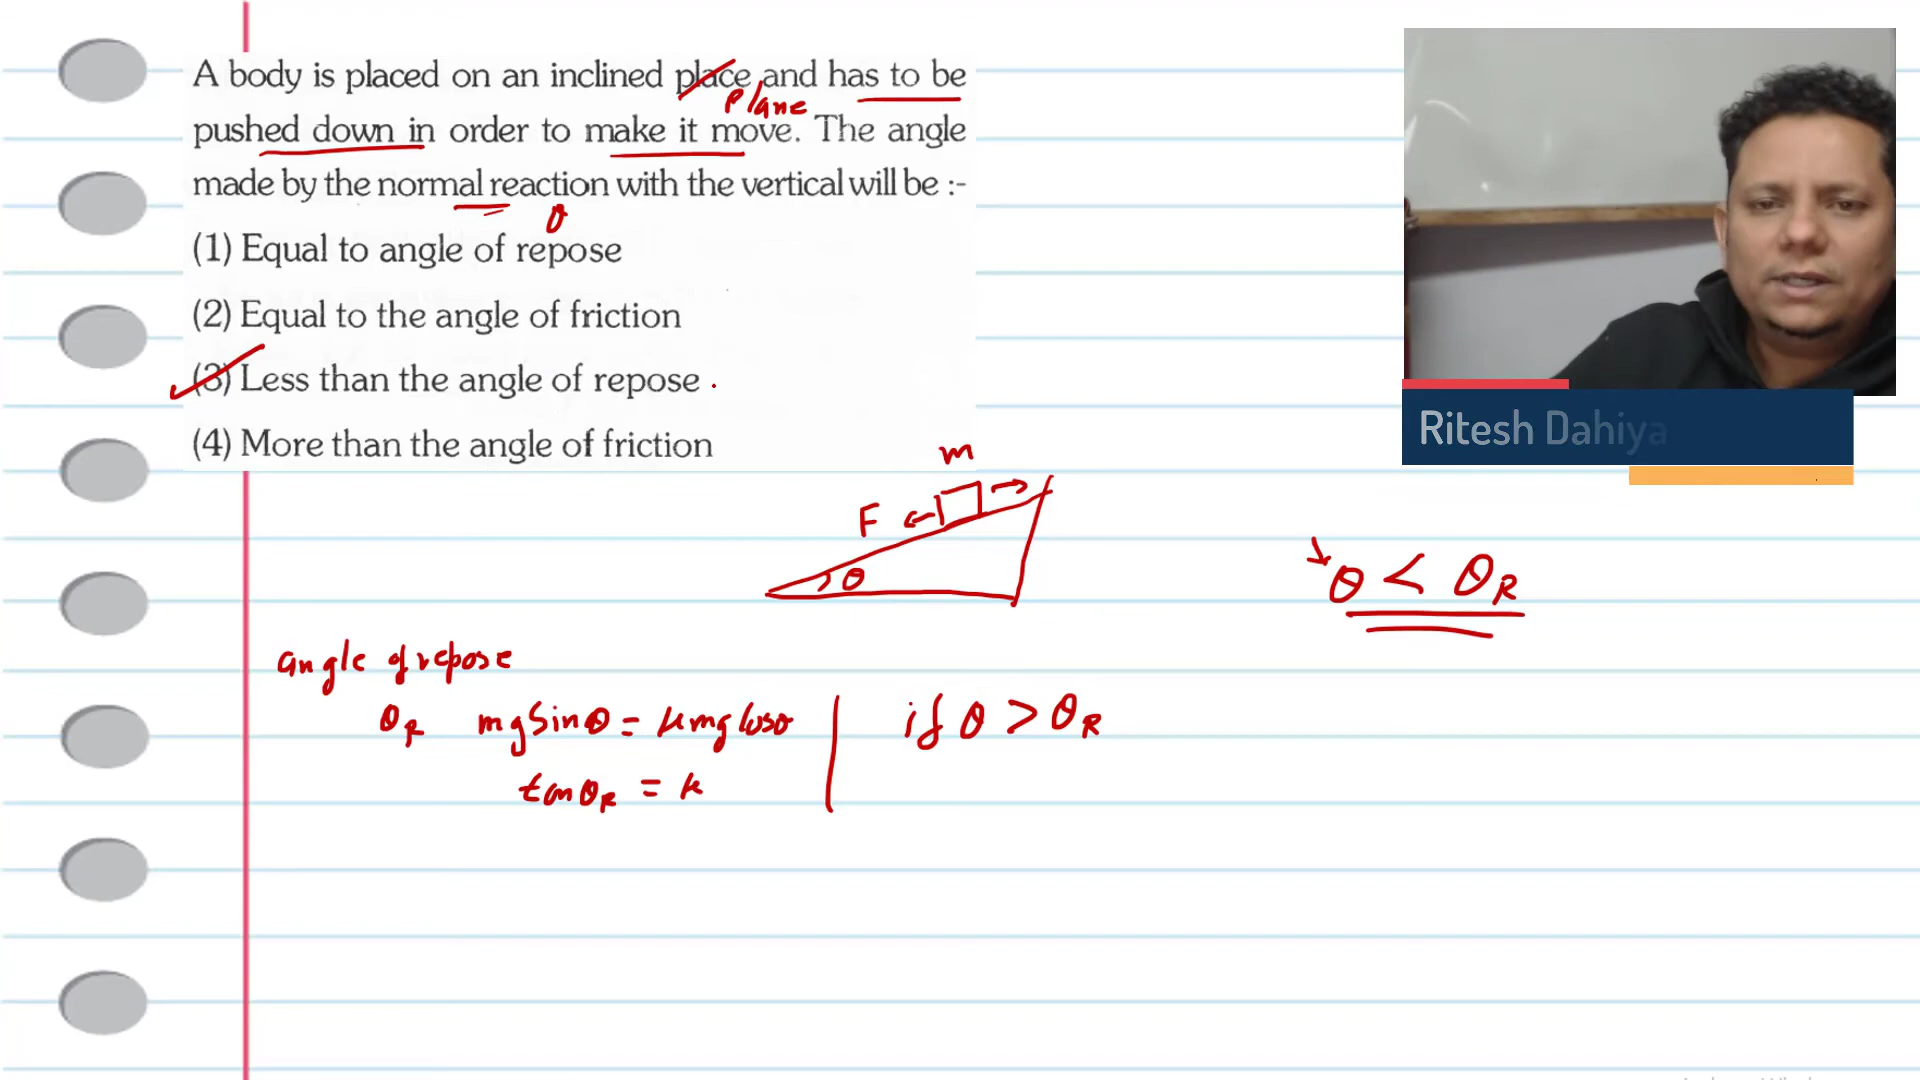 A body is placed on an inclined place and has to be
plane
pushed down in order to make it move. The angle
made by the normal reaction with the vertical will be :-
θ
(1) Equal to angle of repose
(2) Equal to the angle of friction
(3) Less than the angle of repose
(4) More than the angle of friction
Ritesh Dahiya
m
F
θ
θ < θR
angle of repose
θR mg Sinθ = μmg Cosθ
if θ > θR
tanθR = μ